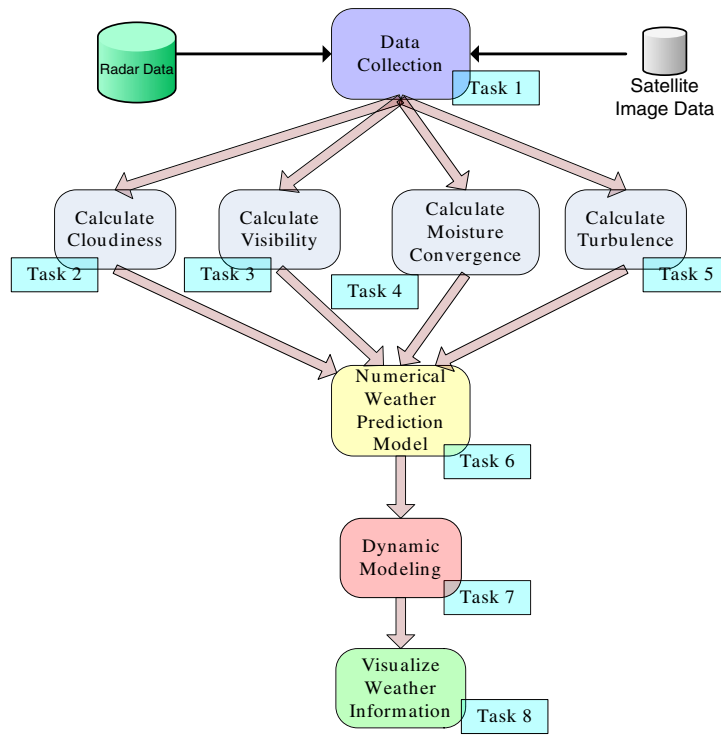 Radar Data
Data
Collection
Task 1
Satellite
Image Data
Calculate
Cloudiness
Task 2
Calculate
Visibility
Task 3
Calculate
Moisture
Convergence
Task 4
Calculate
Turbulence
Task 5
Numerical
Weather
Prediction
Model
Task 6
Dynamic
Modeling
Task 7
Visualize
Weather
Information
Task 8